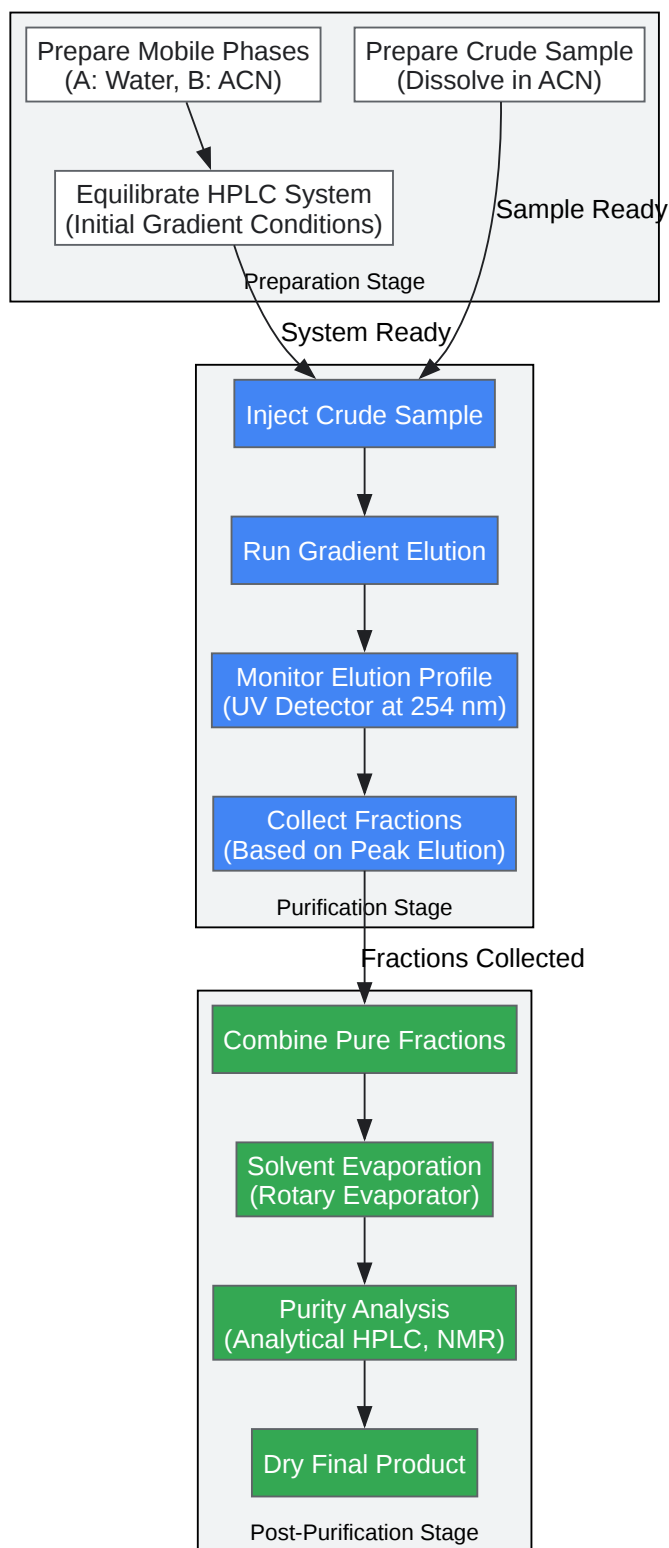 Prepare Mobile Phases
(A: Water, B: ACN)
Prepare Crude Sample
(Dissolve in ACN)
Equilibrate HPLC System
(Initial Gradient Conditions)
Sample Ready
Preparation Stage
System Ready
Inject Crude Sample
Run Gradient Elution
Monitor Elution Profile
(UV Detector at 254 nm)
Collect Fractions
(Based on Peak Elution)
Purification Stage
Fractions Collected
Combine Pure Fractions
Solvent Evaporation
(Rotary Evaporator)
Purity Analysis
(Analytical HPLC, NMR)
Dry Final Product
Post-Purification Stage